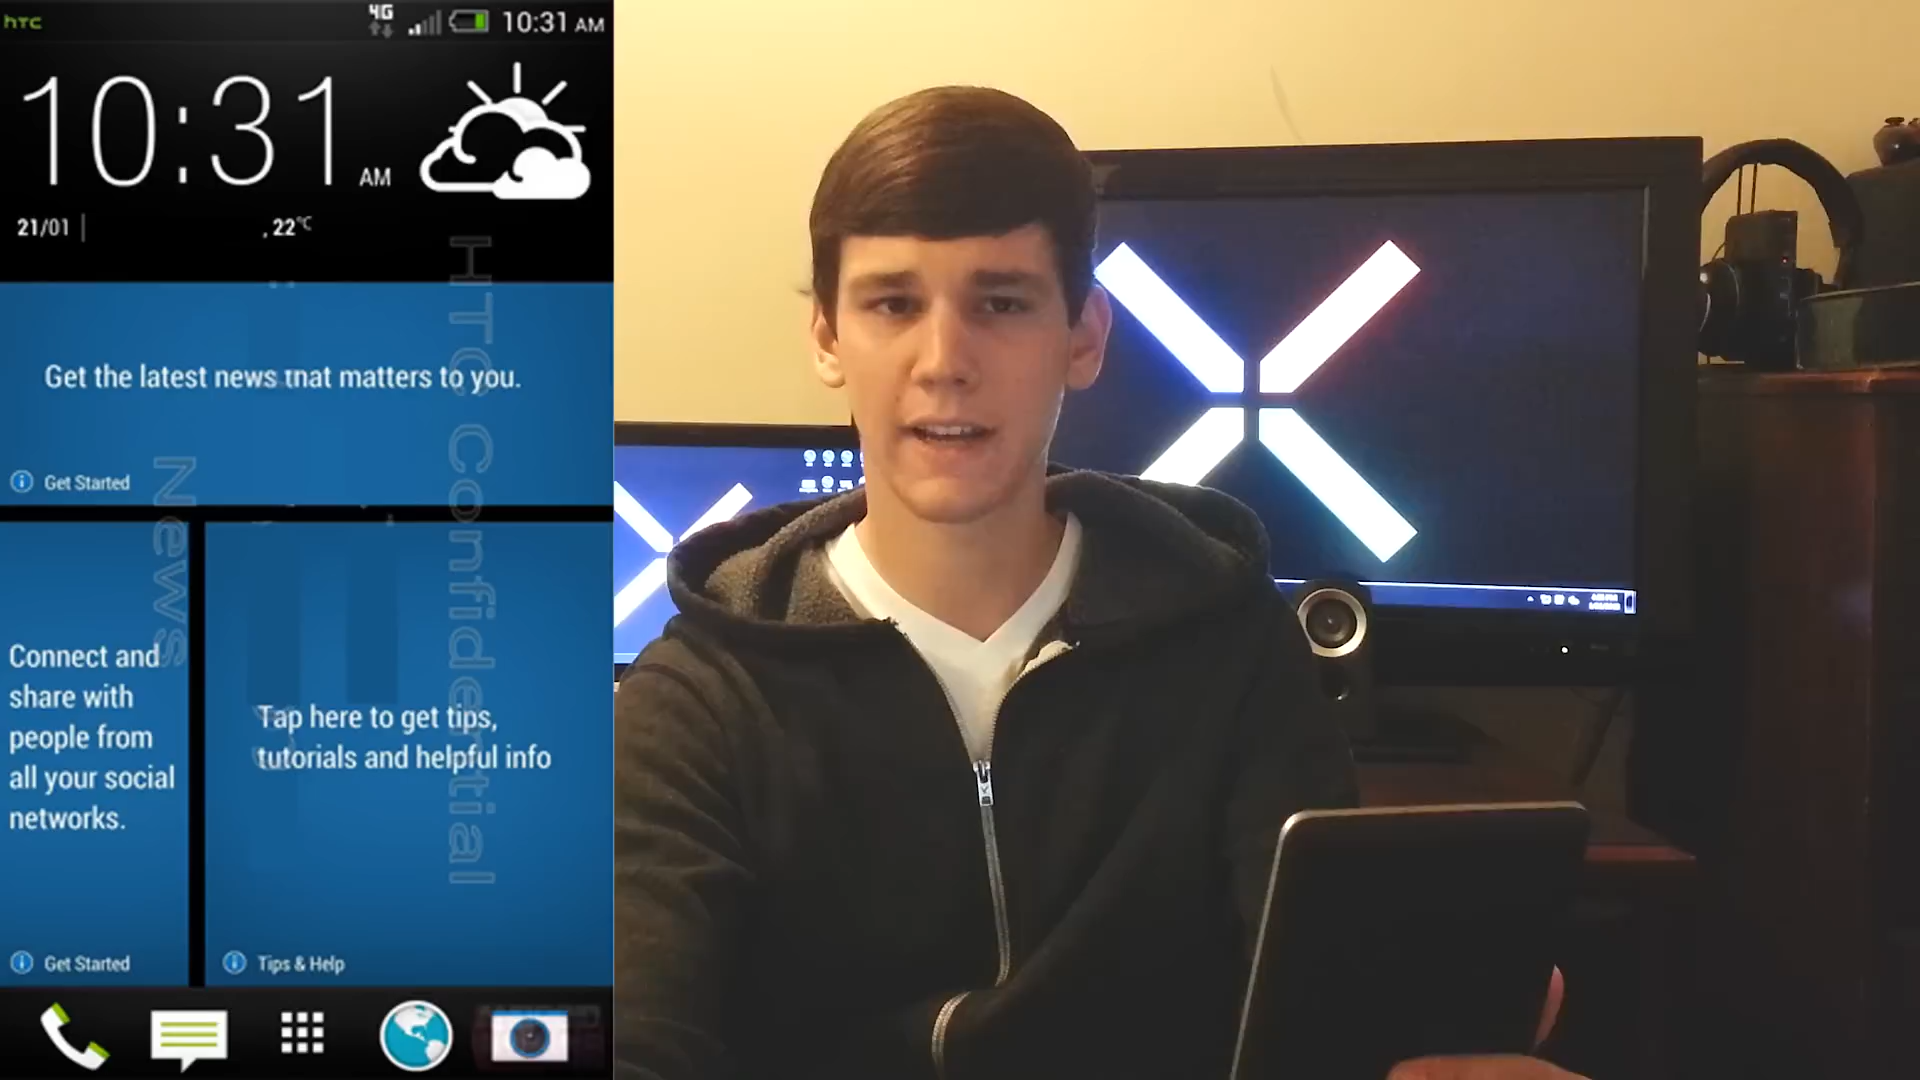 hTC
4G
10:31 AM
10:31 AM
21/01
, 22°C
Get the latest news that matters to you.
Get Started
News
HTC Confidential
Connect and
share with
people from
all your social
networks.
Get Started
Tap here to get tips,
tutorials and helpful info
Tips & Help